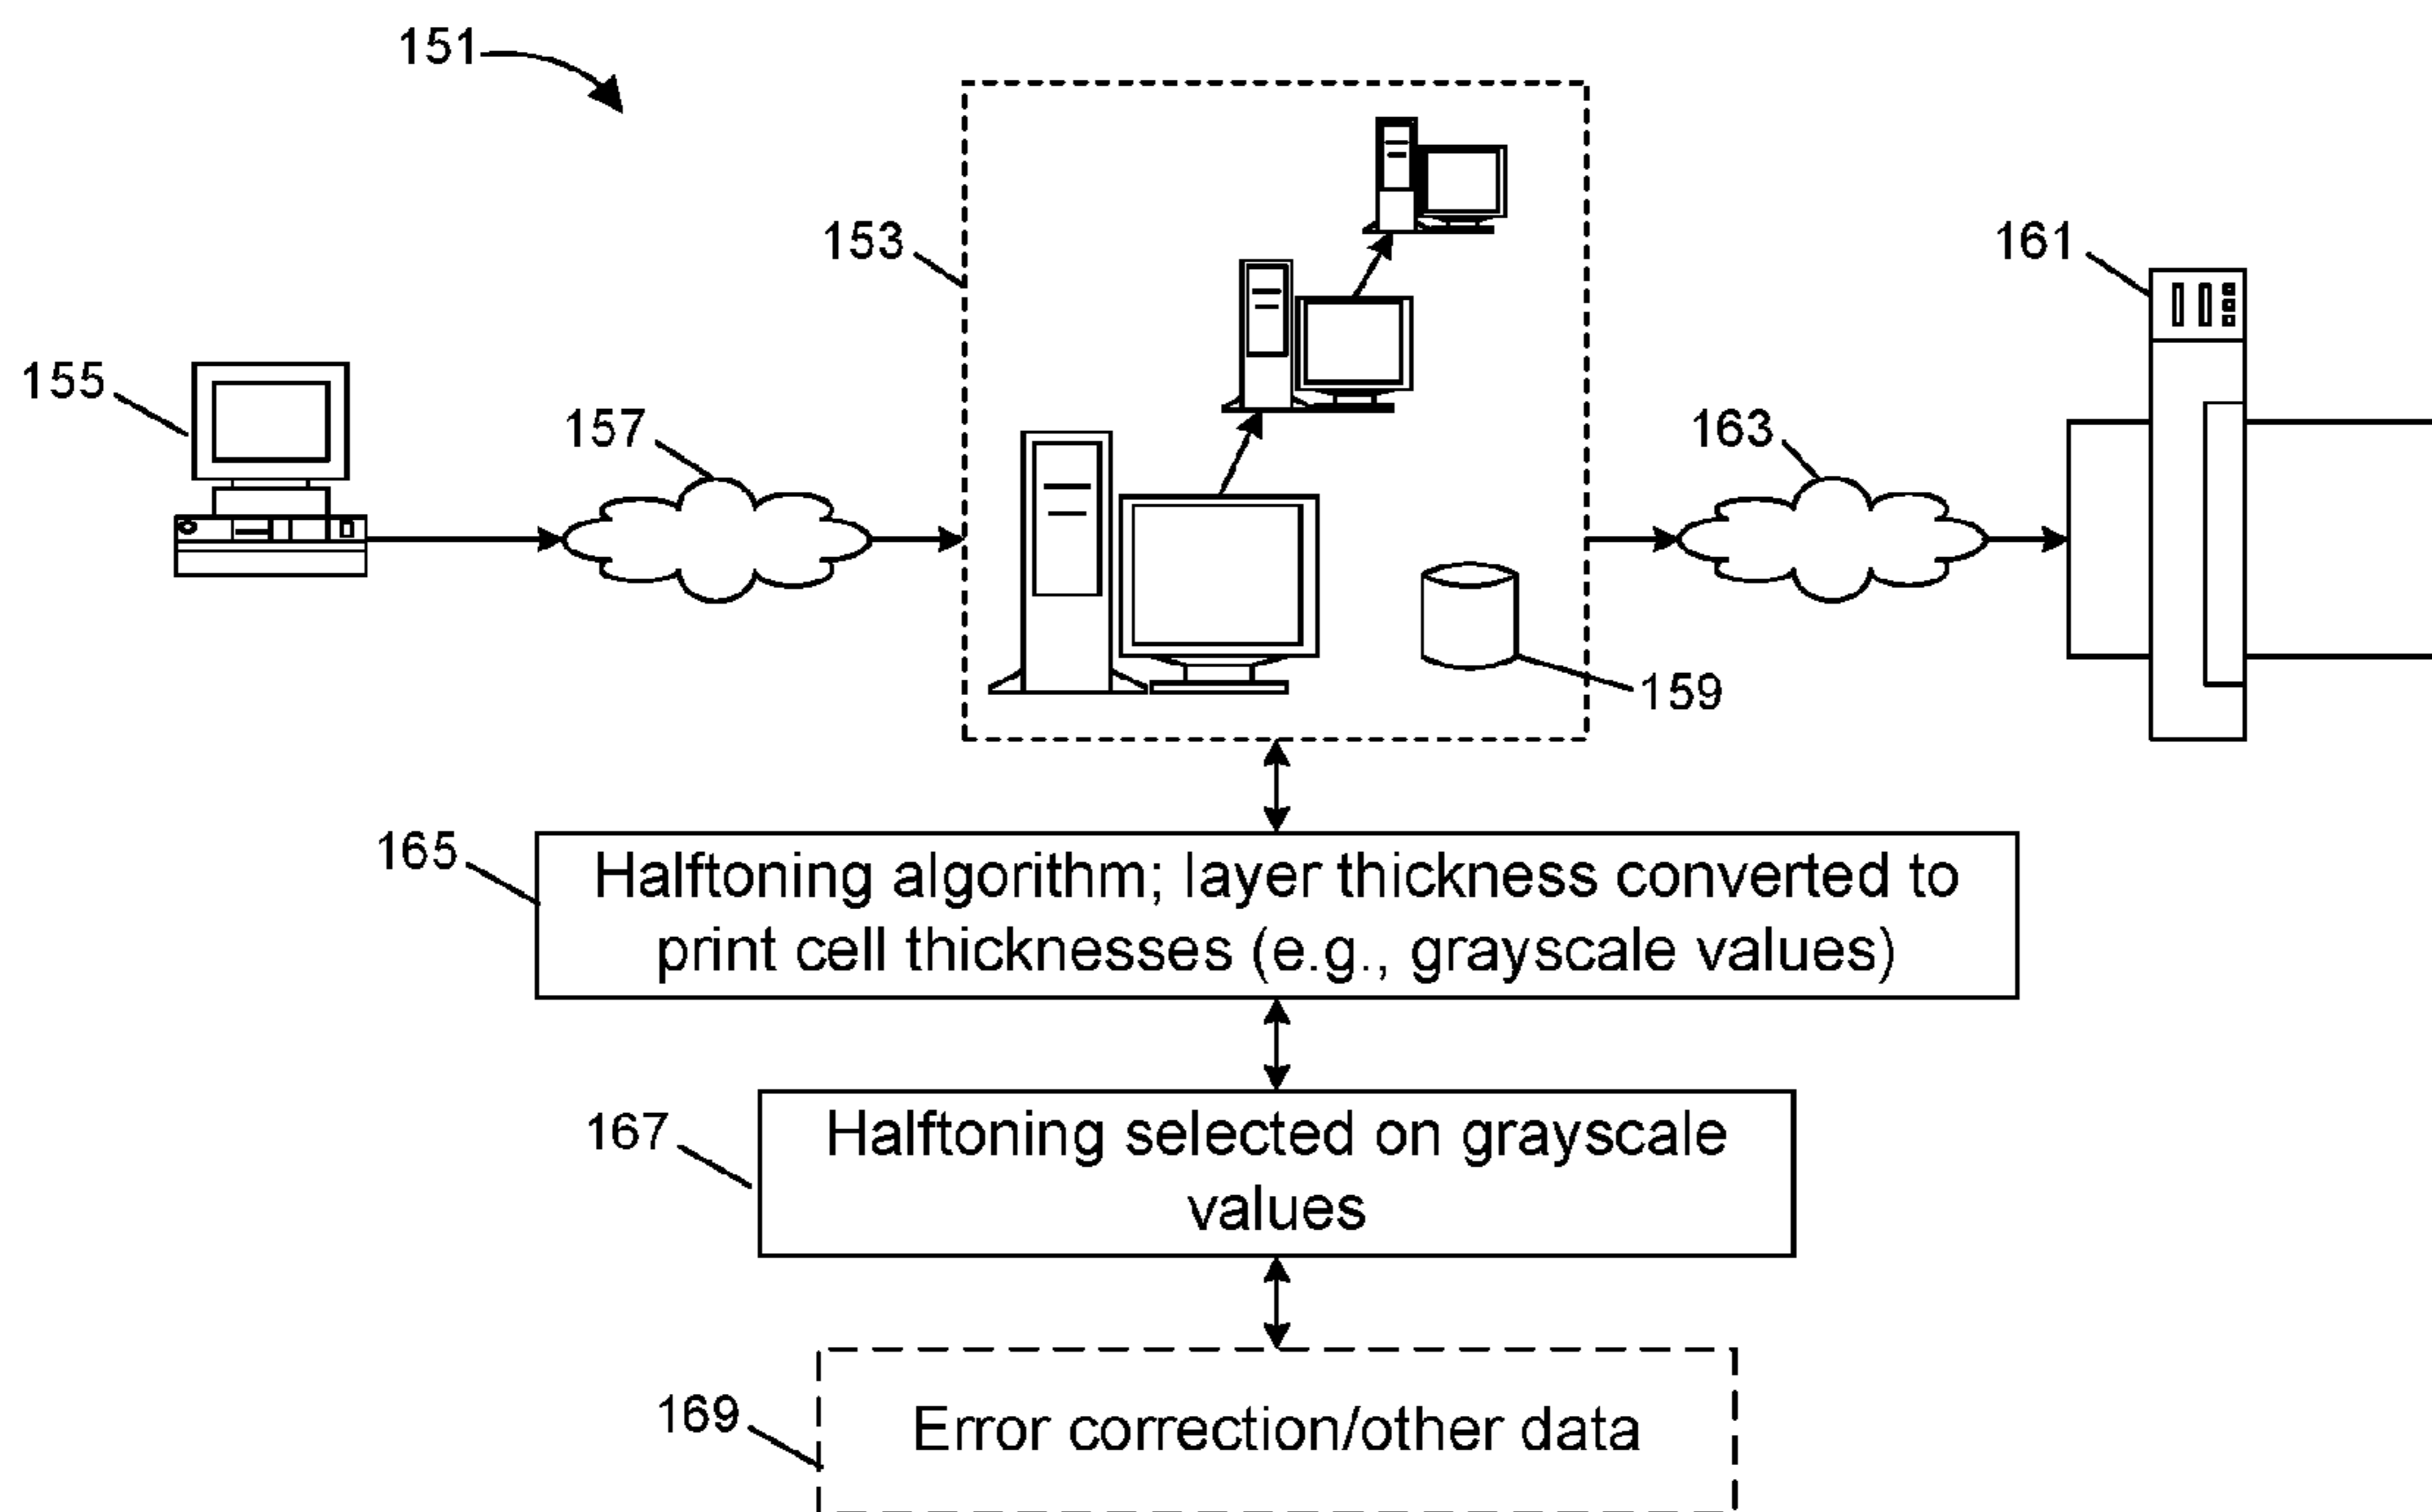 151
153
161
155
157
163
159
165
Halftoning algorithm; layer thickness converted to
print cell thicknesses (e.g., grayscale values)
167
Halftoning selected on grayscale
values
169
Error correction/other data